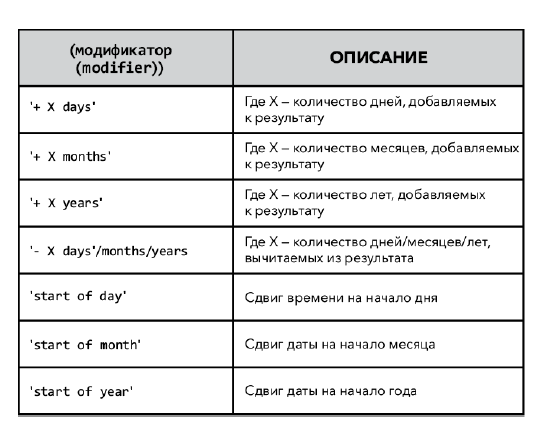 (модификатор
(modifier))
ОПИСАНИЕ
'+ X days'
Где X – количество дней, добавляемых
к результату
'+ X months'
Где X – количество месяцев, добавляемых
к результату
'+ X years'
Где X – количество лет, добавляемых
к результату
'- X days'/months/years
Где X – количество дней/месяцев/лет,
вычитаемых из результата
'start of day'
Сдвиг времени на начало дня
'start of month'
Сдвиг даты на начало месяца
'start of year'
Сдвиг даты на начало года